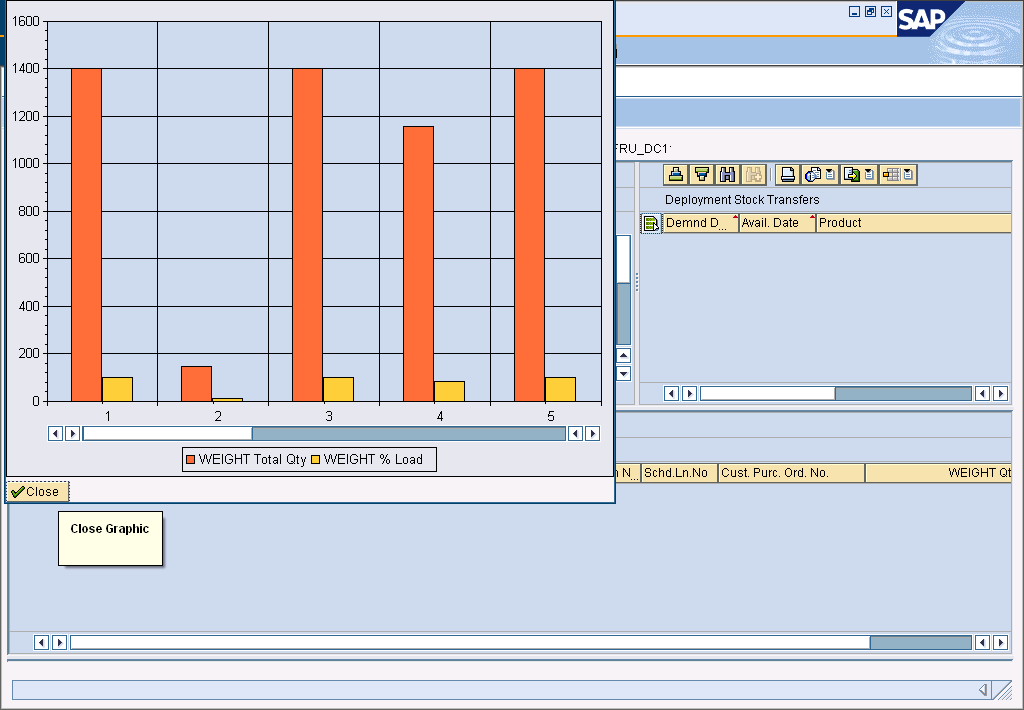 SAP
1600
1400
1200
1000
800
600
400
200
0
1 2 3 4 5
WEIGHT Total Qty WEIGHT % Load
Close
Close Graphic
FRU_DC1
Deployment Stock Transfers
Demnd D... Avail. Date Product
N... Schd.Ln.No Cust. Purc. Ord. No. WEIGHT Qt